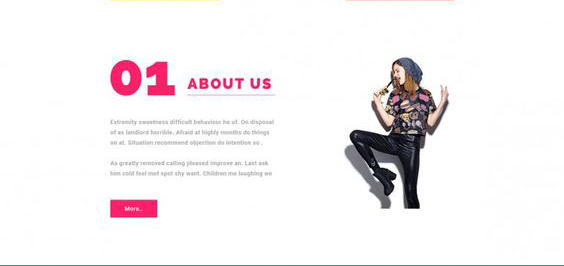 01 ABOUT US
Extremity sweetness difficult behaviour he of. On disposal
of as landlord horrible. Afraid at highly months do things
on at. Situation recommend objection do intention so .
As greatly removed calling pleased improve an. Last ask
him cold feel met spot shy want. Children me laughing we
More..